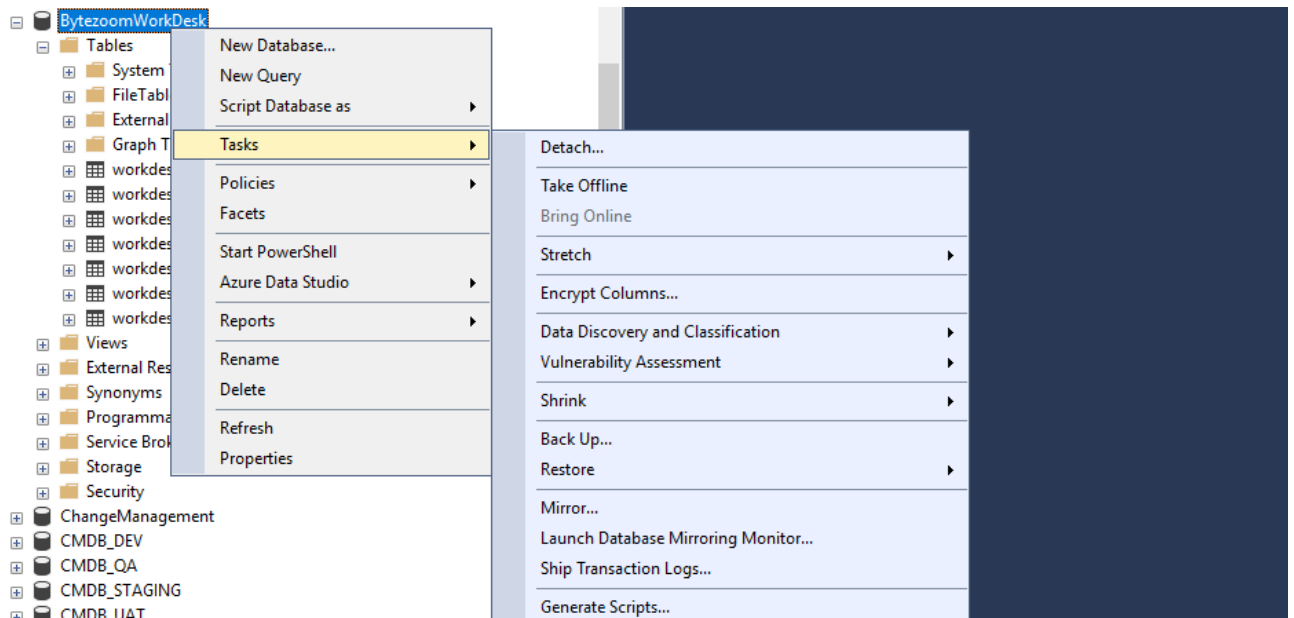 BytezoomWorkDesk
Tables
System
FileTabl
External
Graph T
workdes
workdes
workdes
workdes
workdes
workdes
workdes
Views
External Res
Synonyms
Programma
Service Brok
Storage
Security
ChangeManagement
CMDB_DEV
CMDB_QA
CMDB_STAGING
CMDB_UAT
New Database...
New Query
Script Database as
Tasks
Policies
Facets
Start PowerShell
Azure Data Studio
Reports
Rename
Delete
Refresh
Properties
Detach...
Take Offline
Bring Online
Stretch
Encrypt Columns...
Data Discovery and Classification
Vulnerability Assessment
Shrink
Back Up...
Restore
Mirror...
Launch Database Mirroring Monitor...
Ship Transaction Logs...
Generate Scripts...